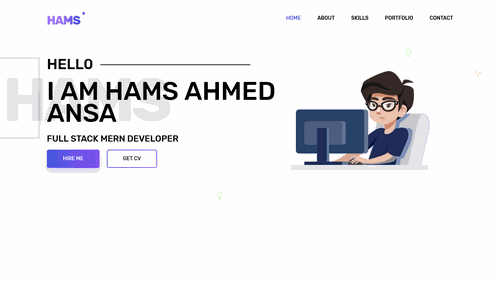 HAMS
HOME ABOUT SKILLS PORTFOLIO CONTACT
HELLO
HAMS
I AM HAMS AHMED
ANSA
FULL STACK MERN DEVELOPER
HIRE ME GET CV